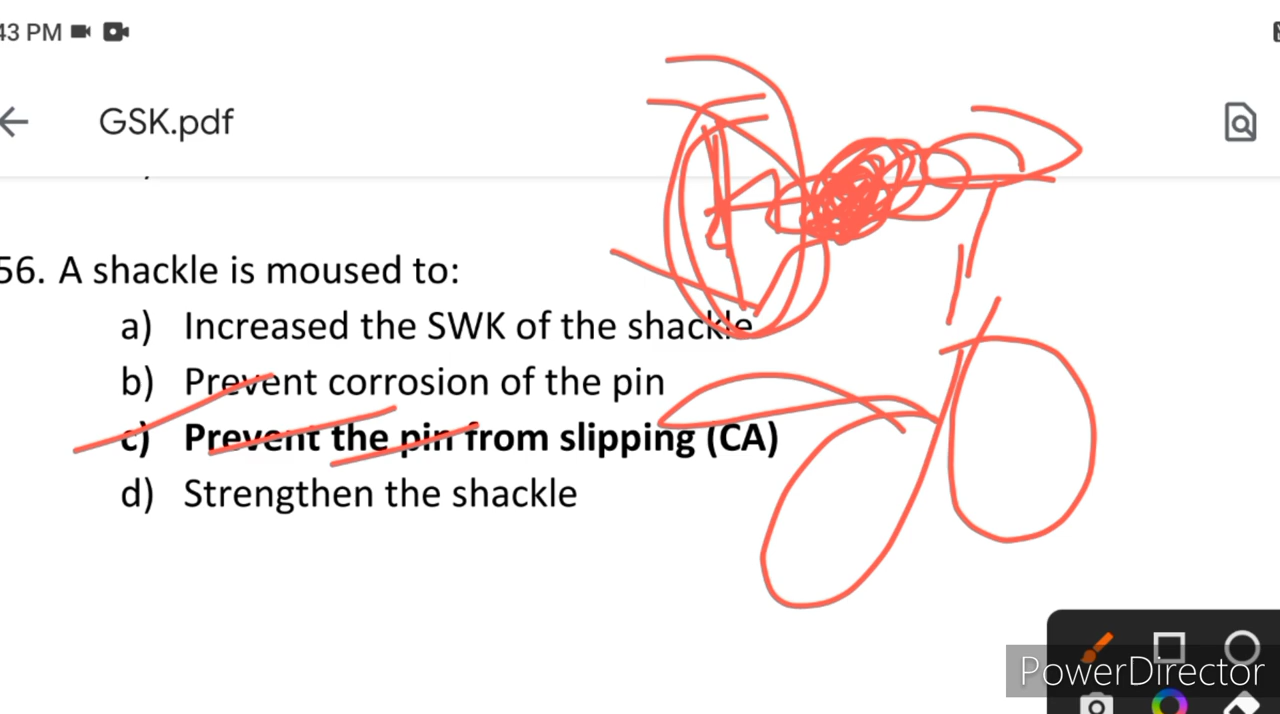 43 PM
GSK.pdf
56. A shackle is moused to:
a) Increased the SWK of the shackle
b) Prevent corrosion of the pin
c) Prevent the pin from slipping (CA)
d) Strengthen the shackle
PowerDirector